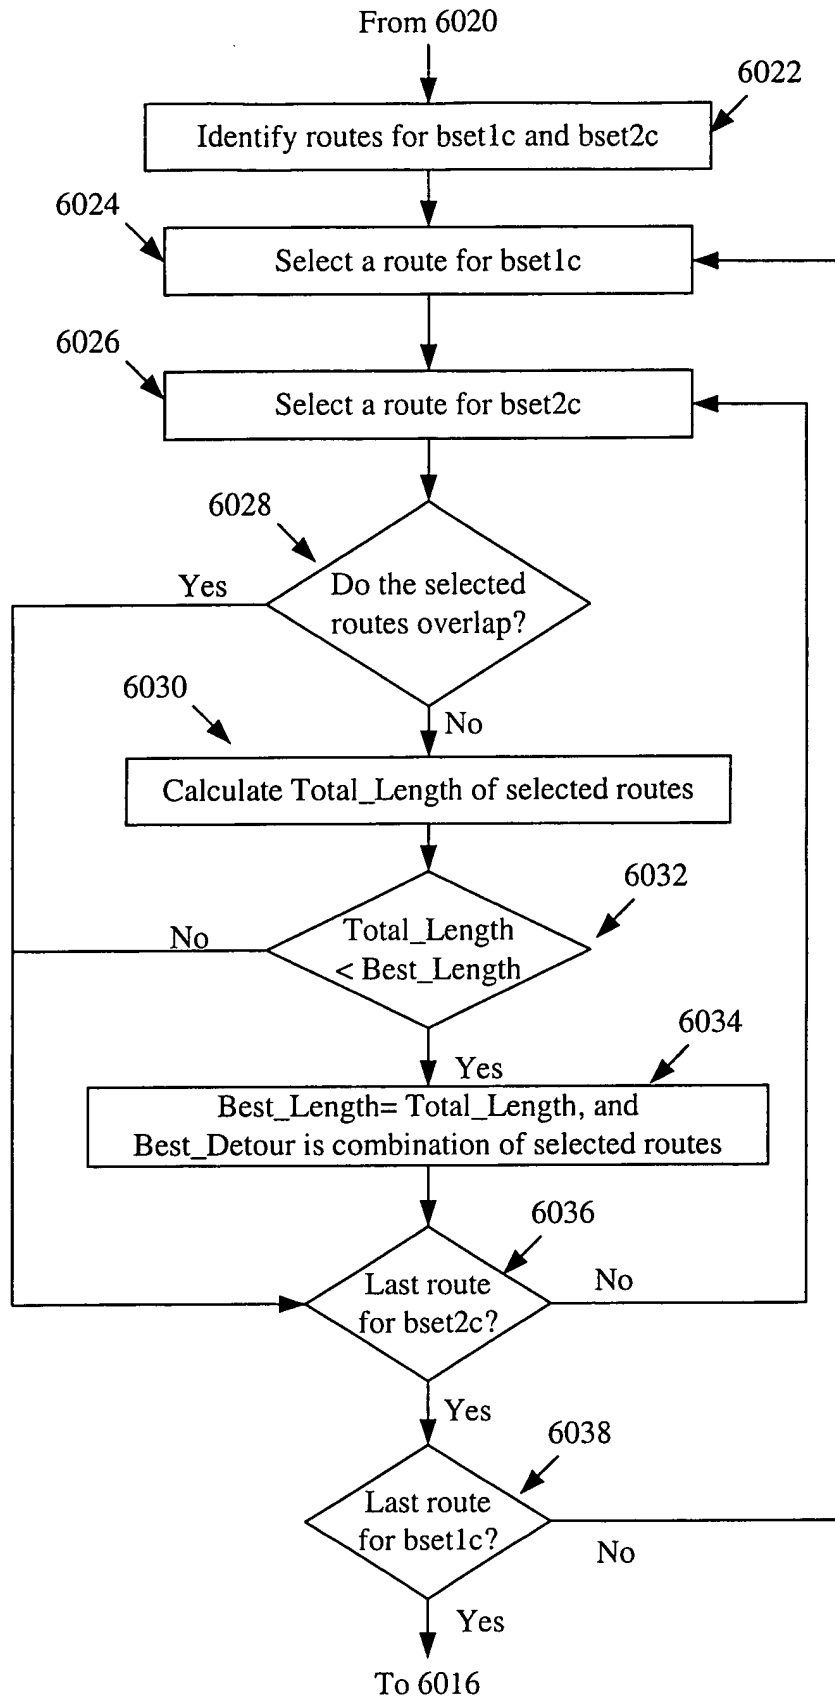 From 6020
6022
Identify routes for bset1c and bset2c
6024
Select a route for bset1c
6026
Select a route for bset2c
6028
Yes
Do the selected
routes overlap?
6030
No
Calculate Total_Length of selected routes
6032
No
Total_Length
< Best_Length
6034
Yes
Best_Length= Total_Length, and
Best_Detour is combination of selected routes
6036
Last route
for bset2c?
No
Yes
6038
Last route
for bset1c?
No
Yes
To 6016